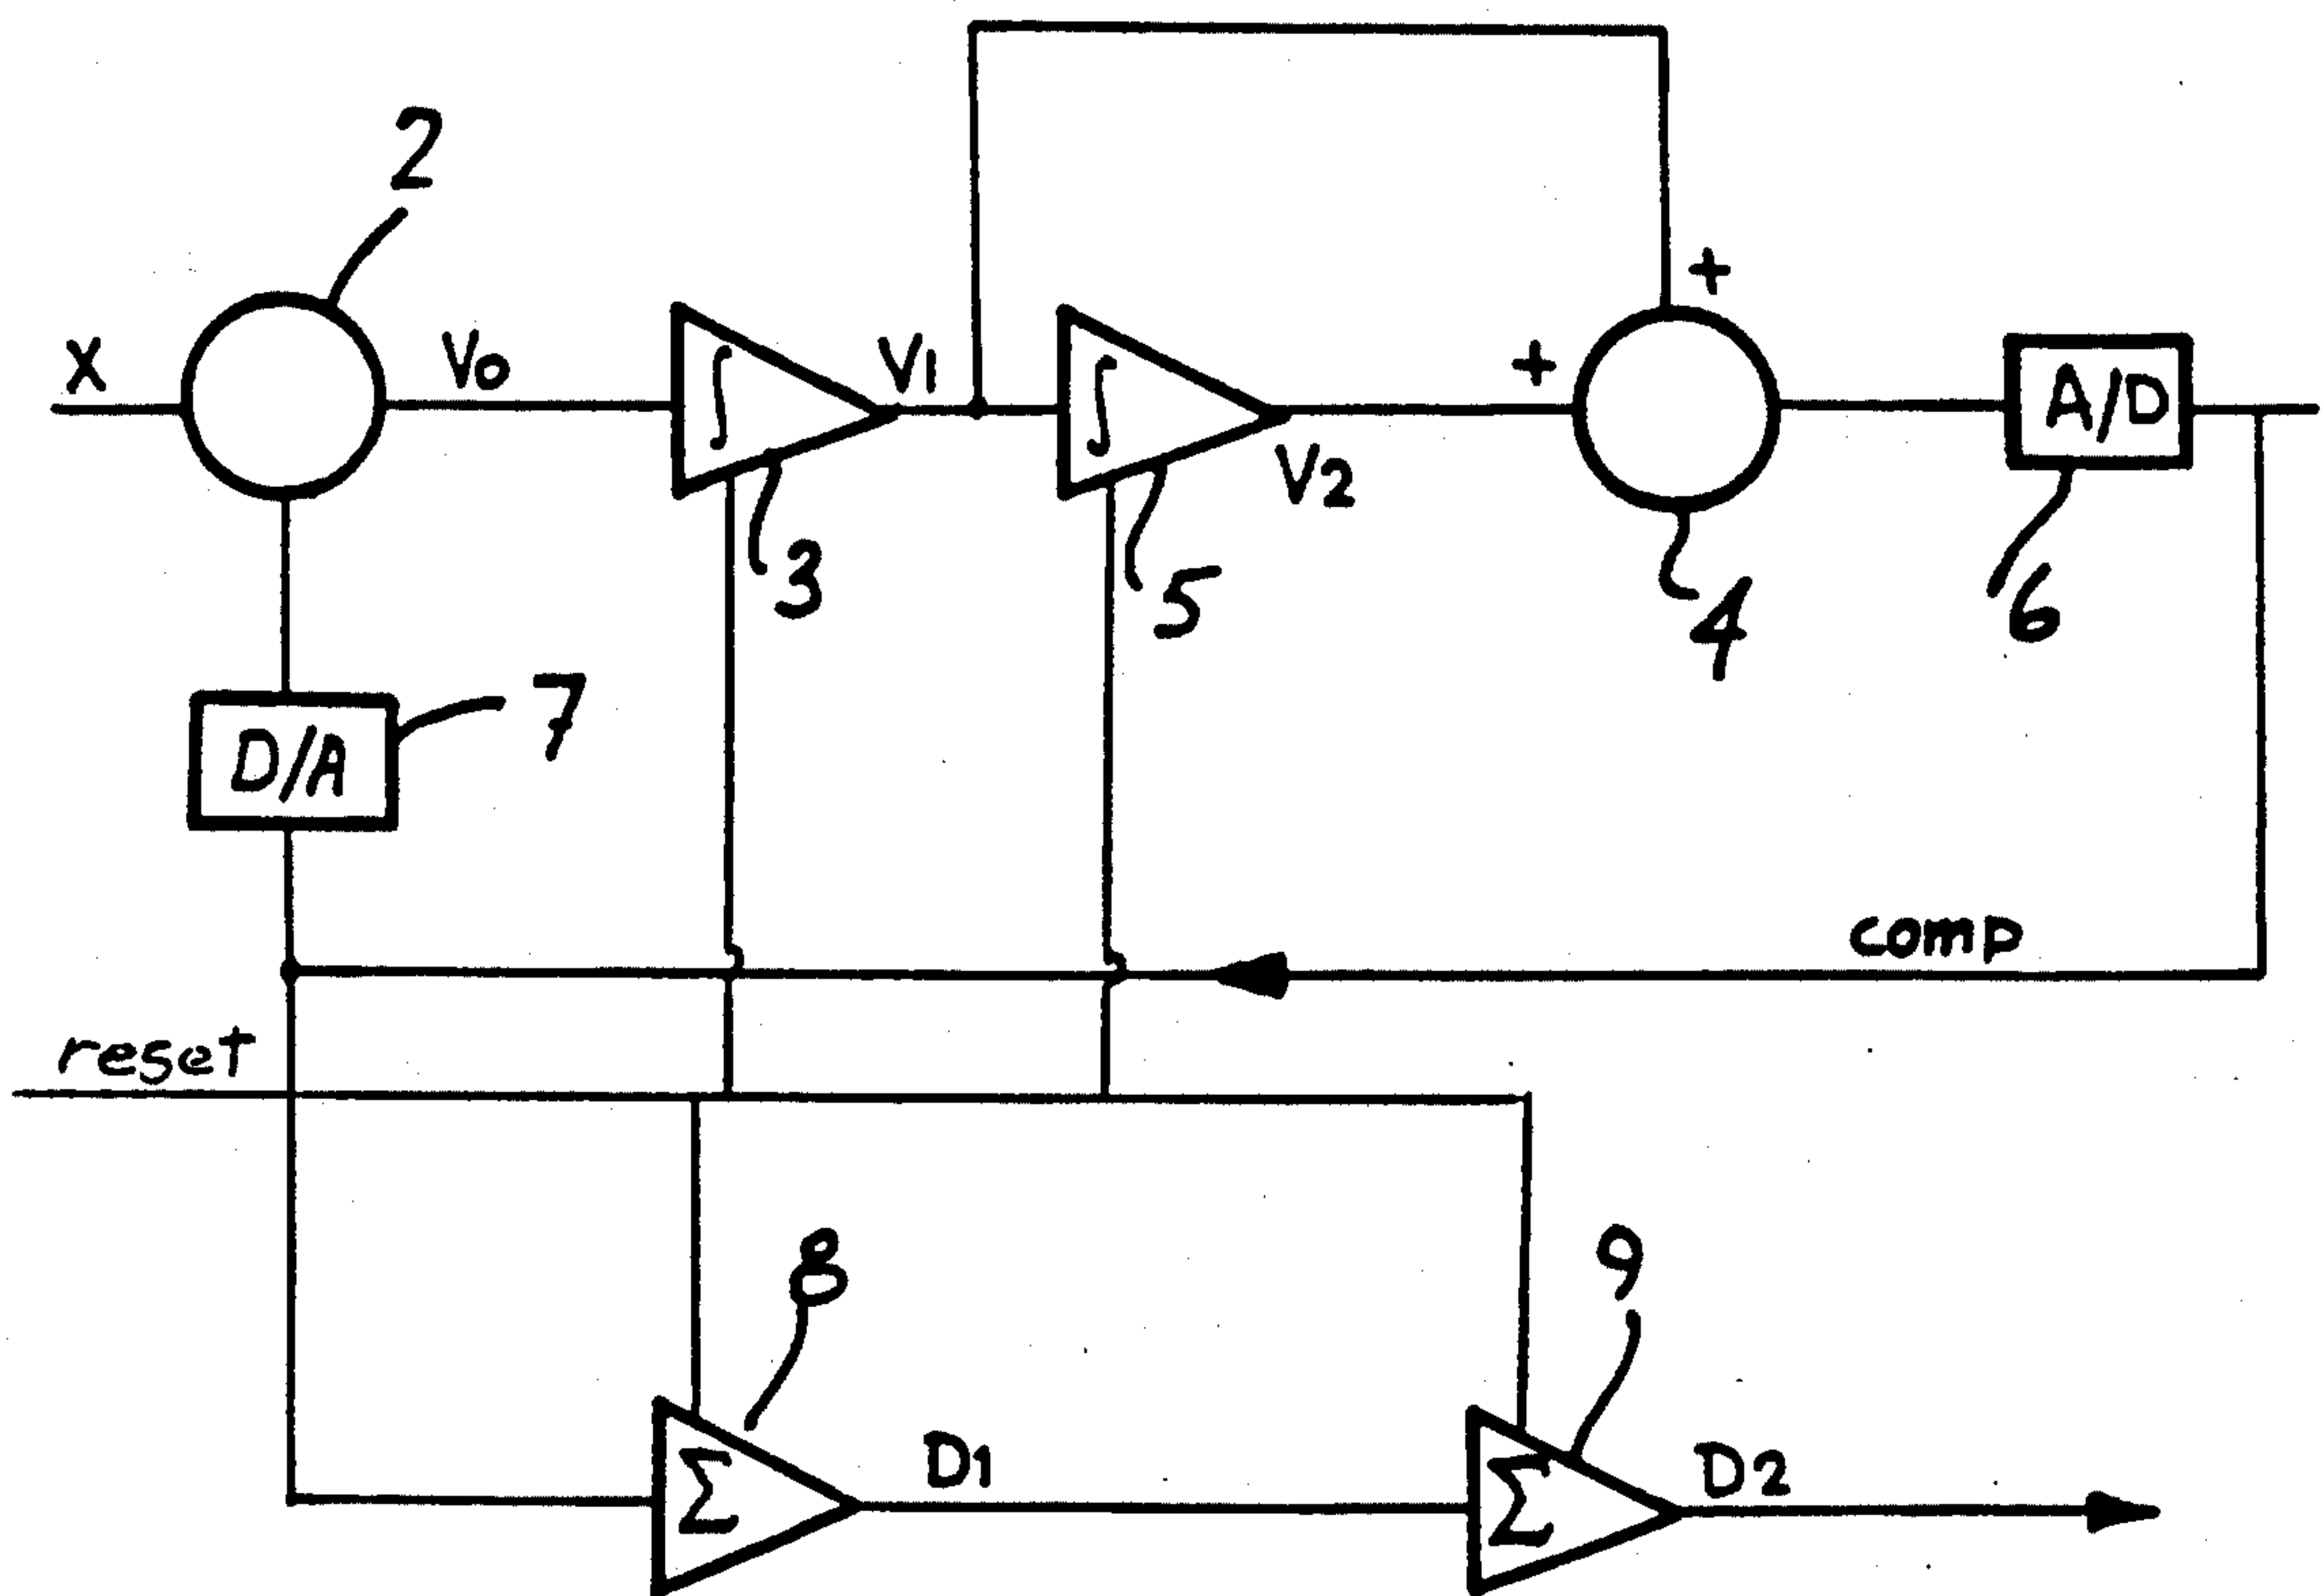 2
+
X
V0
V1
+
A/D
V2
3
5
4
6
7
D/A
comp
reset
8
9
D1
D2
Σ
Σ
∫
∫